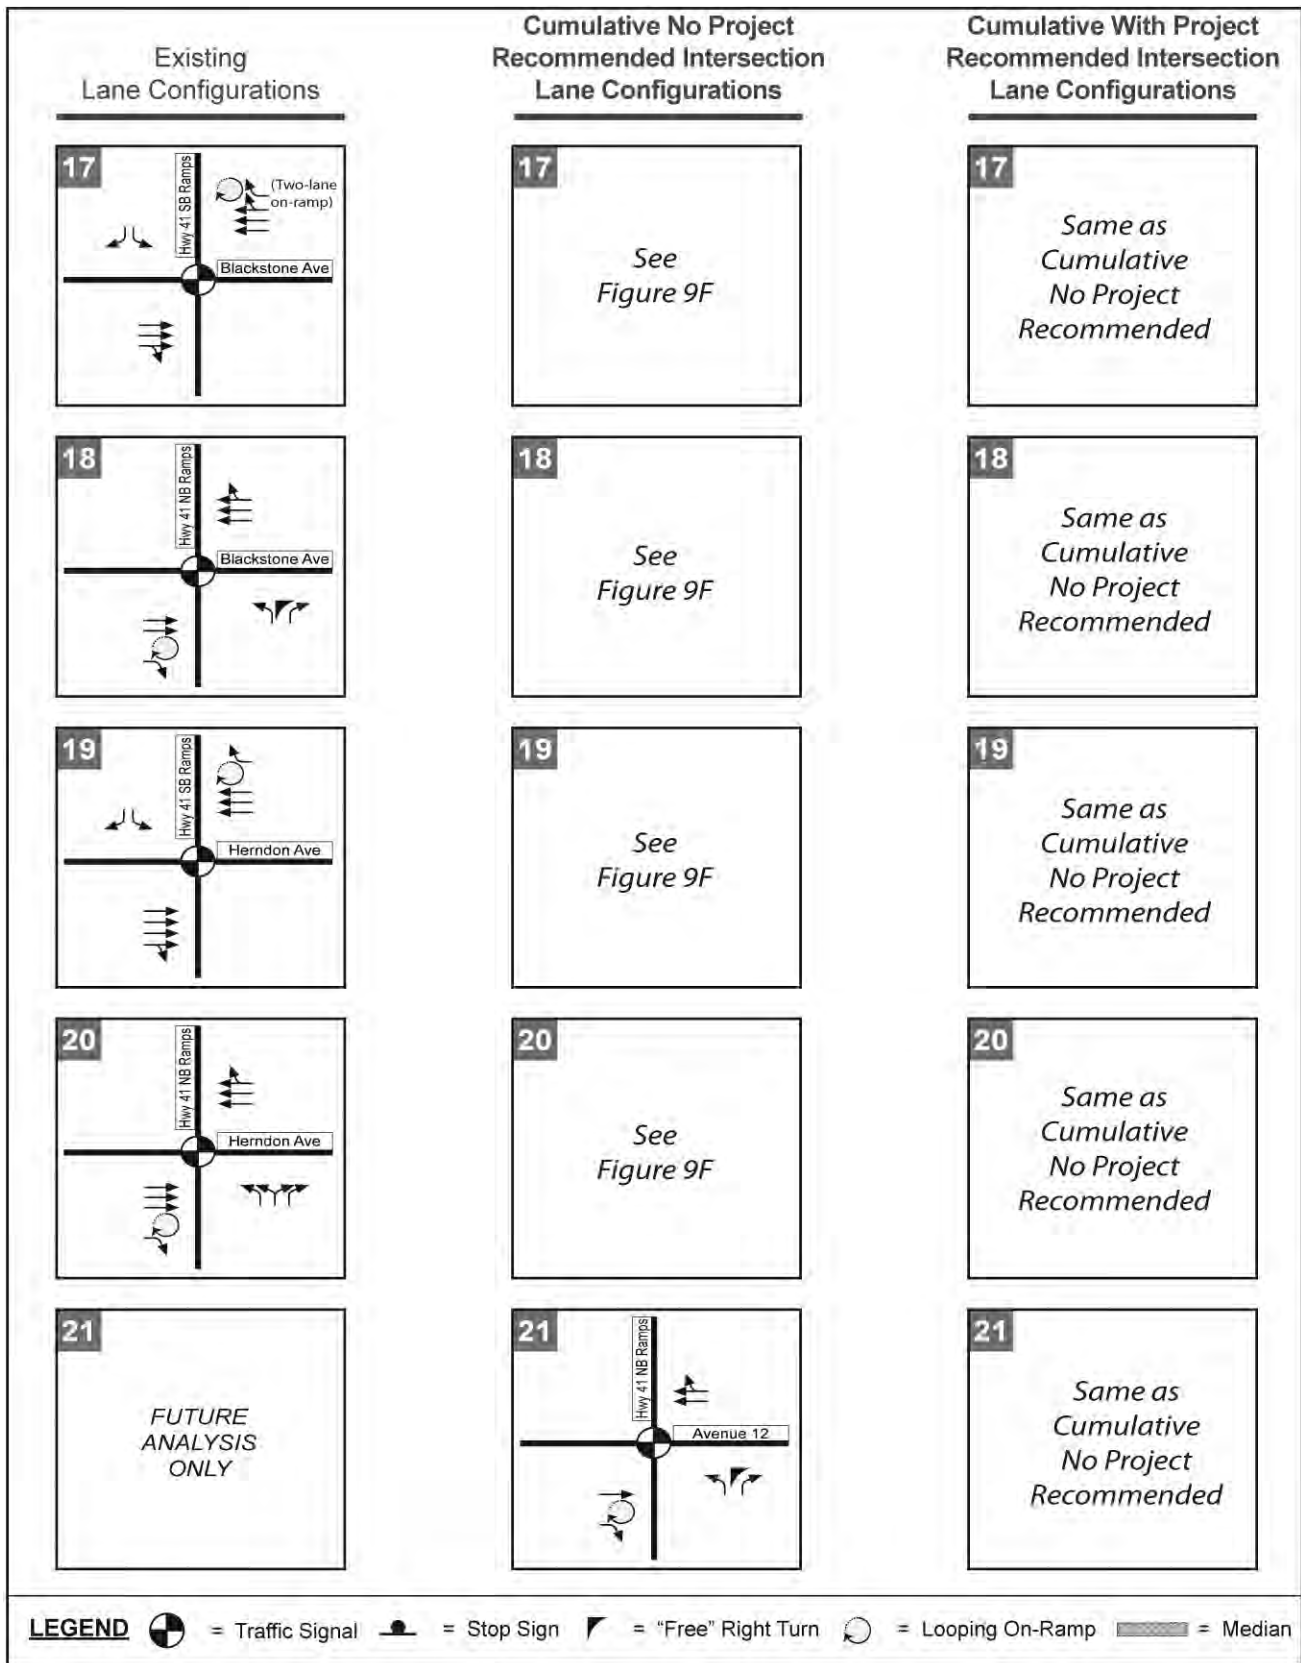 Existing
Lane Configurations
Cumulative No Project
Recommended Intersection
Lane Configurations
Cumulative With Project
Recommended Intersection
Lane Configurations
17
Hwy 41 SB Ramps
(Two-lane
on-ramp)
Blackstone Ave
17
See
Figure 9F
17
Same as
Cumulative
No Project
Recommended
18
Hwy 41 NB Ramps
Blackstone Ave
18
See
Figure 9F
18
Same as
Cumulative
No Project
Recommended
19
Hwy 41 SB Ramps
Herndon Ave
19
See
Figure 9F
19
Same as
Cumulative
No Project
Recommended
20
Hwy 41 NB Ramps
Herndon Ave
20
See
Figure 9F
20
Same as
Cumulative
No Project
Recommended
21
FUTURE
ANALYSIS
ONLY
21
Hwy 41 NB Ramps
Avenue 12
21
Same as
Cumulative
No Project
Recommended
LEGEND = Traffic Signal = Stop Sign = "Free" Right Turn = Looping On-Ramp = Median